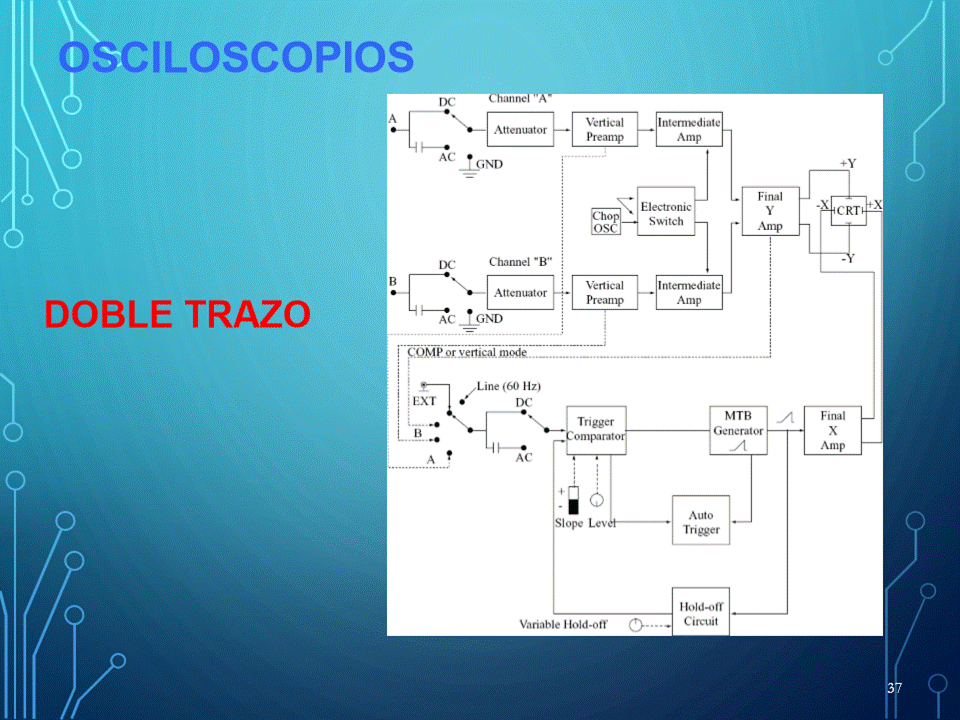 OSCILOSCOPIOS
DOBLE TRAZO
Channel "A"
DC
A
AC
GND
Attenuator
Vertical
Preamp
Intermediate
Amp
Chop
OSC
Electronic
Switch
Final
Y
Amp
+Y
-X
CRT
+X
-Y
Channel "B"
DC
B
AC
GND
Attenuator
Vertical
Preamp
Intermediate
Amp
COMP or vertical mode
EXT
Line (60 Hz)
B
A
DC
AC
Trigger
Comparator
MTB
Generator
Final
X
Amp
+
-
Slope
Level
Auto
Trigger
Hold-off
Circuit
Variable Hold-off
37